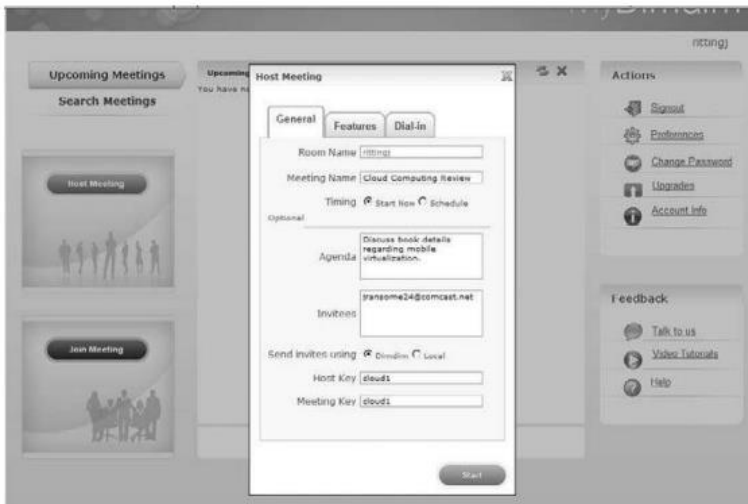 rittingj
Upcoming Meetings
Search Meetings
Host Meeting
Join Meeting
Upcoming
You have
Host Meeting
General
Features
Dial-in
Room Name rittingj
Meeting Name Cloud Computing Review
Timing Start Now Schedule
Optional
Agenda
Discuss book details
regarding mobile
virtualization.
Invitees
jransome24@comcast.net
Send invites using Dimdim Local
Host Key cloud1
Meeting Key cloud1
Start
Actions
Signout
Preferences
Change Password
Upgrades
Account Info
Feedback
Talk to us
Video Tutorials
Help